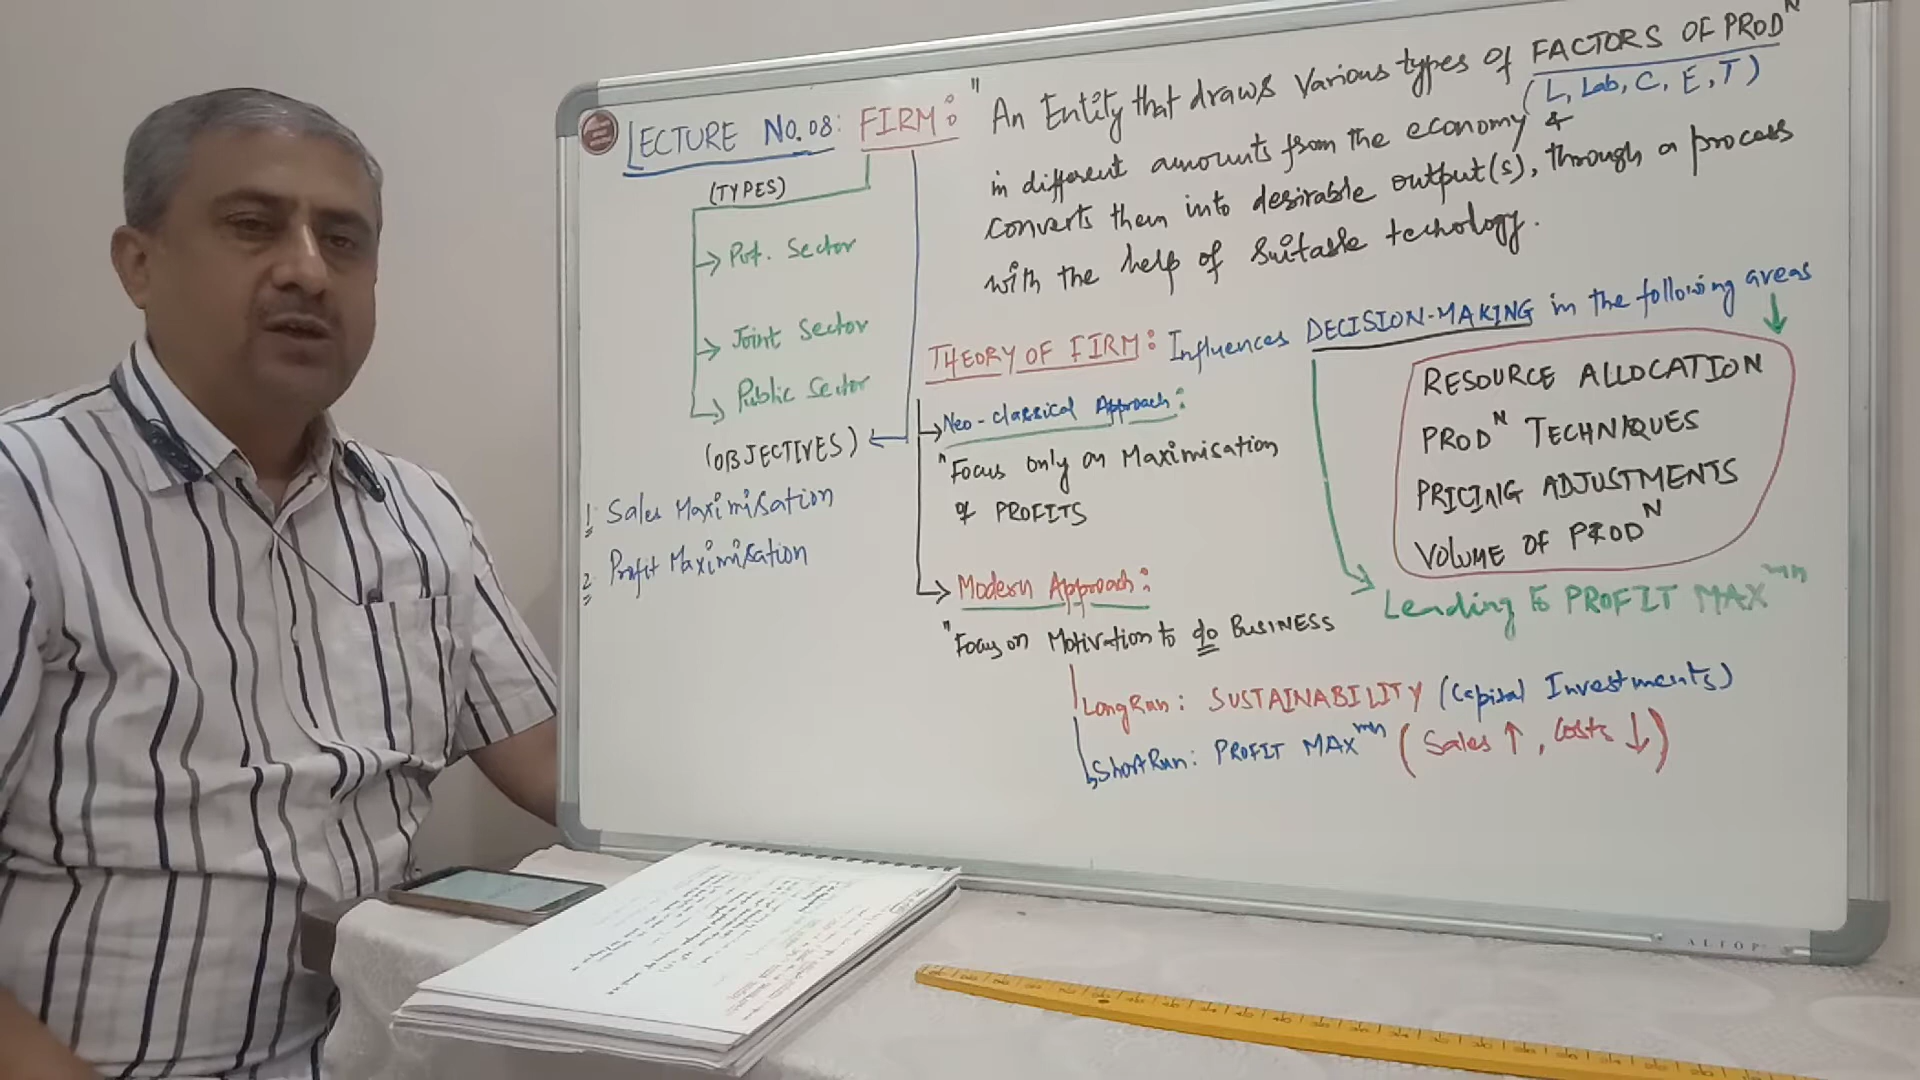 LECTURE NO. 08: FIRM:
" An Entity that draws various types of FACTORS OF PRODᴺ
(L, Lab, C, E, T)
in different amounts from the economy &
converts them into desirable output(s), through a process
with the help of suitable techology.
(TYPES)
→ Pvt. Sector
→ Joint Sector
→ Public Sector
(OBJECTIVES)
1. Sales Maximisation
2. Profit Maximisation
THEORY OF FIRM: Influences DECISION-MAKING in the following areas
RESOURCE ALLOCATION
PRODᴺ TECHNIQUES
PRICING ADJUSTMENTS
VOLUME OF PRODᴺ
Leading to PROFIT MAXᵐⁿ
→ Neo-classical Approach:
"Focus only on Maximisation
of PROFITS
→ Modern Approach:
"Focus on Motivation to do BUSINESS
Long Run: SUSTAINABILITY (Capital Investments)
Short Run: PROFIT MAXᵐⁿ (Sales ↑, Costs ↓)
ALTOP